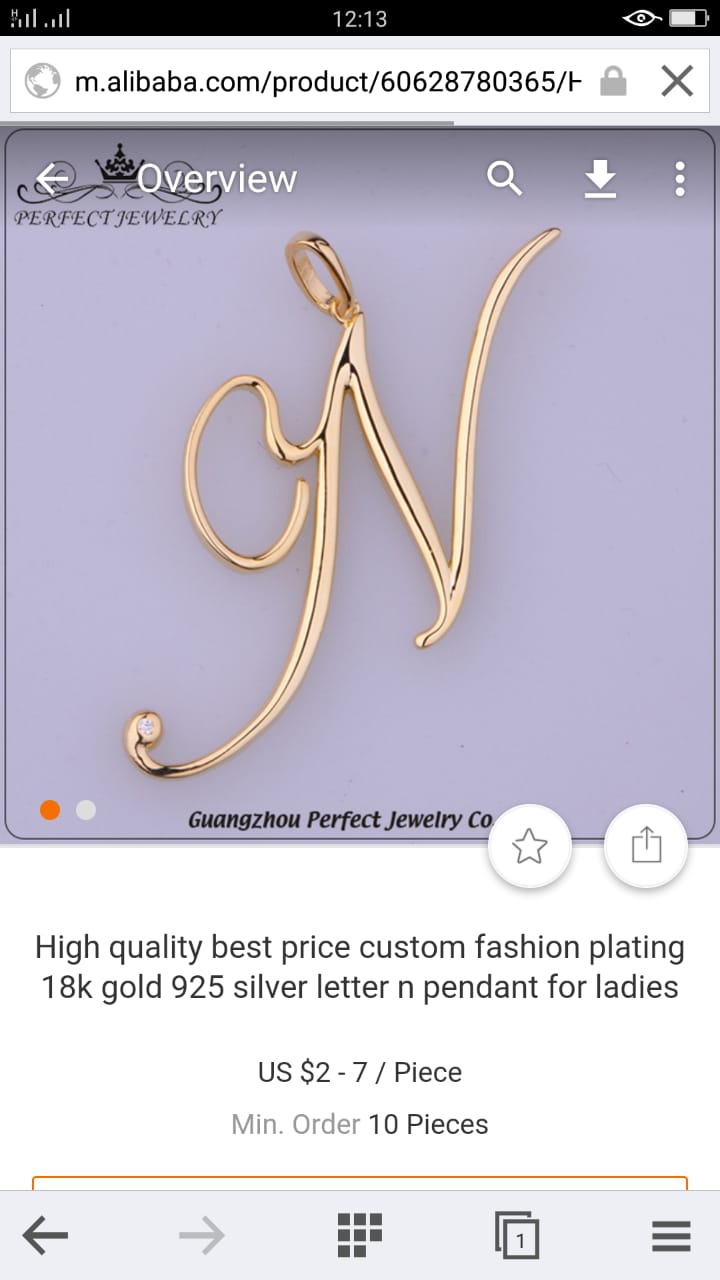 12:13
m.alibaba.com/product/60628780365/H
Overview
PERFECT JEWELRY
Guangzhou Perfect Jewelry Co
High quality best price custom fashion plating
18k gold 925 silver letter n pendant for ladies
US $2 - 7 / Piece
Min. Order 10 Pieces
1